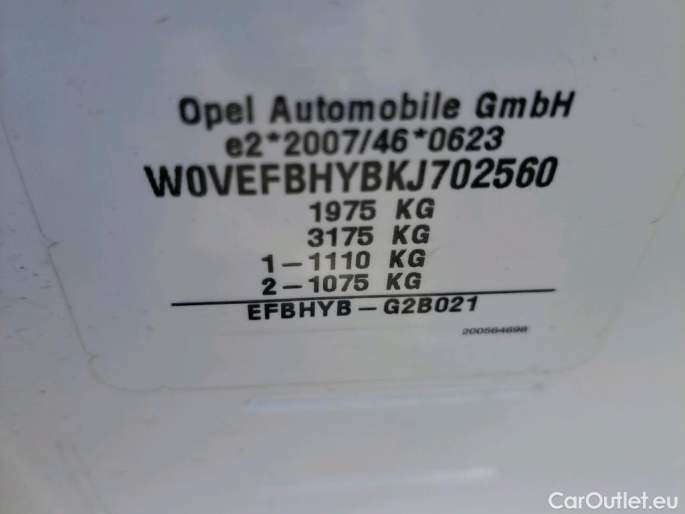 Opel Automobile GmbH
e2*2007/46*0623
W0VEFBHYBKJ702560
1975 KG
3175 KG
1-1110 KG
2-1075 KG
EFBHYB-G2B021
200564698
CarOutlet.eu